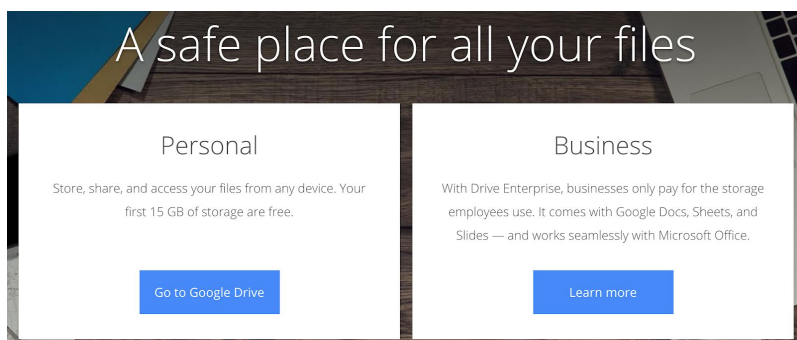 A safe place for all your files
Personal
Store, share, and access your files from any device. Your
first 15 GB of storage are free.
Go to Google Drive
Business
With Drive Enterprise, businesses only pay for the storage
employees use. It comes with Google Docs, Sheets, and
Slides — and works seamlessly with Microsoft Office.
Learn more